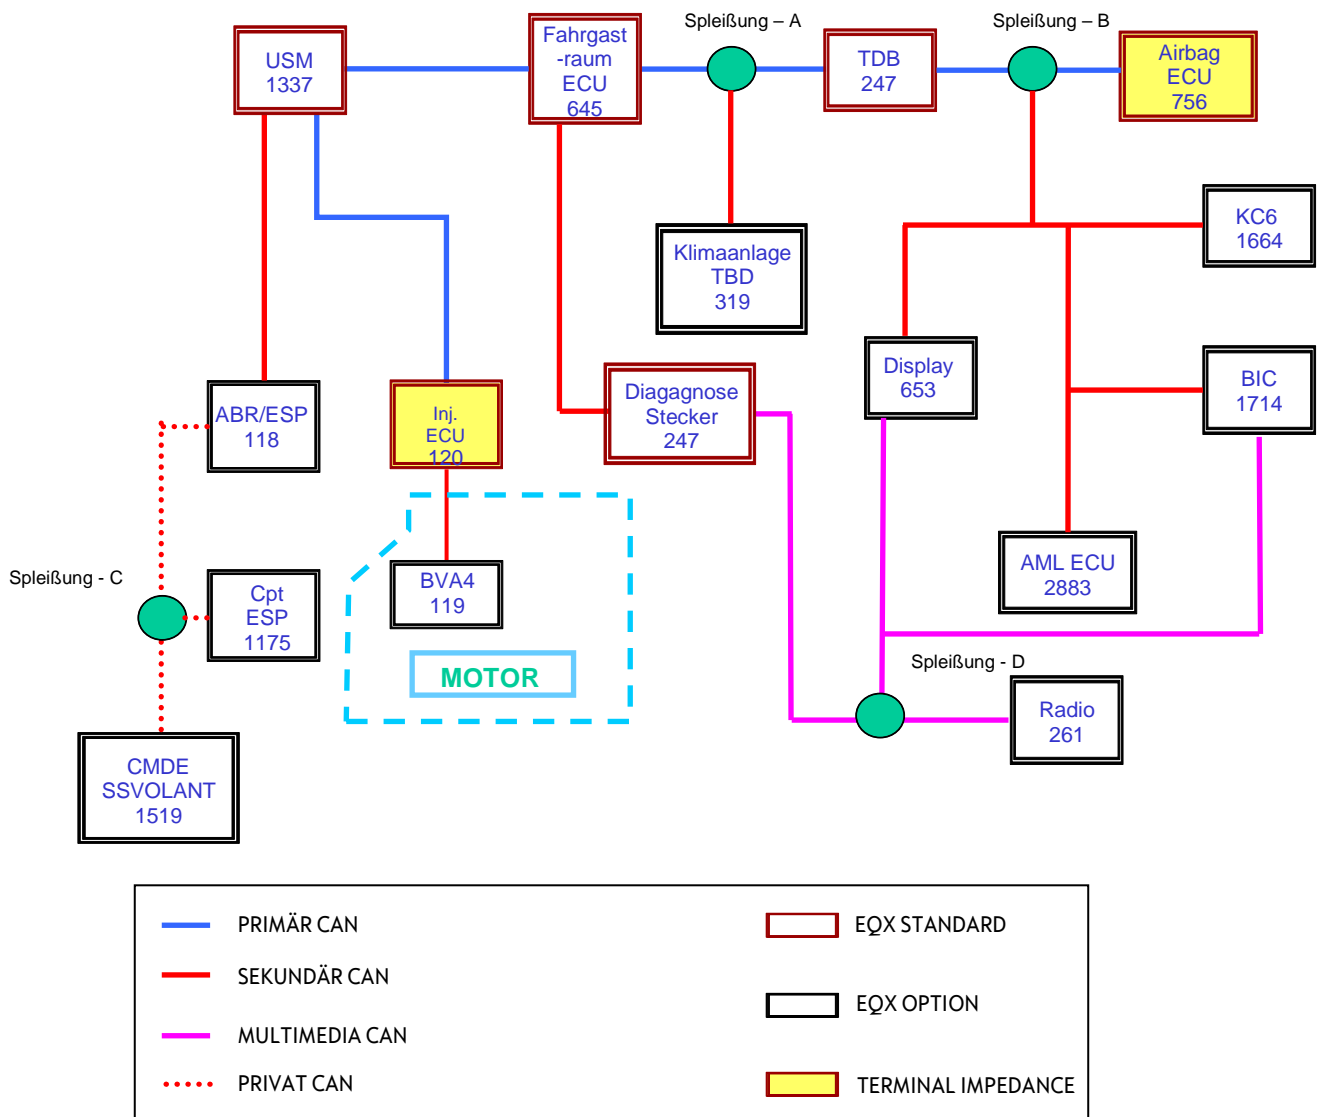 Spleißung – A
Spleißung – B
USM
1337
Fahrgast
-raum
ECU
645
TDB
247
Airbag
ECU
756
KC6
1664
Klimaanlage
TBD
319
Display
653
BIC
1714
Diagagnose
Stecker
247
ABR/ESP
118
Inj.
ECU
120
Spleißung - C
Cpt
ESP
1175
BVA4
119
AML ECU
2883
MOTOR
Spleißung - D
Radio
261
CMDE
SSVOLANT
1519
PRIMÄR CAN
EQX STANDARD
SEKUNDÄR CAN
EQX OPTION
MULTIMEDIA CAN
PRIVAT CAN
TERMINAL IMPEDANCE